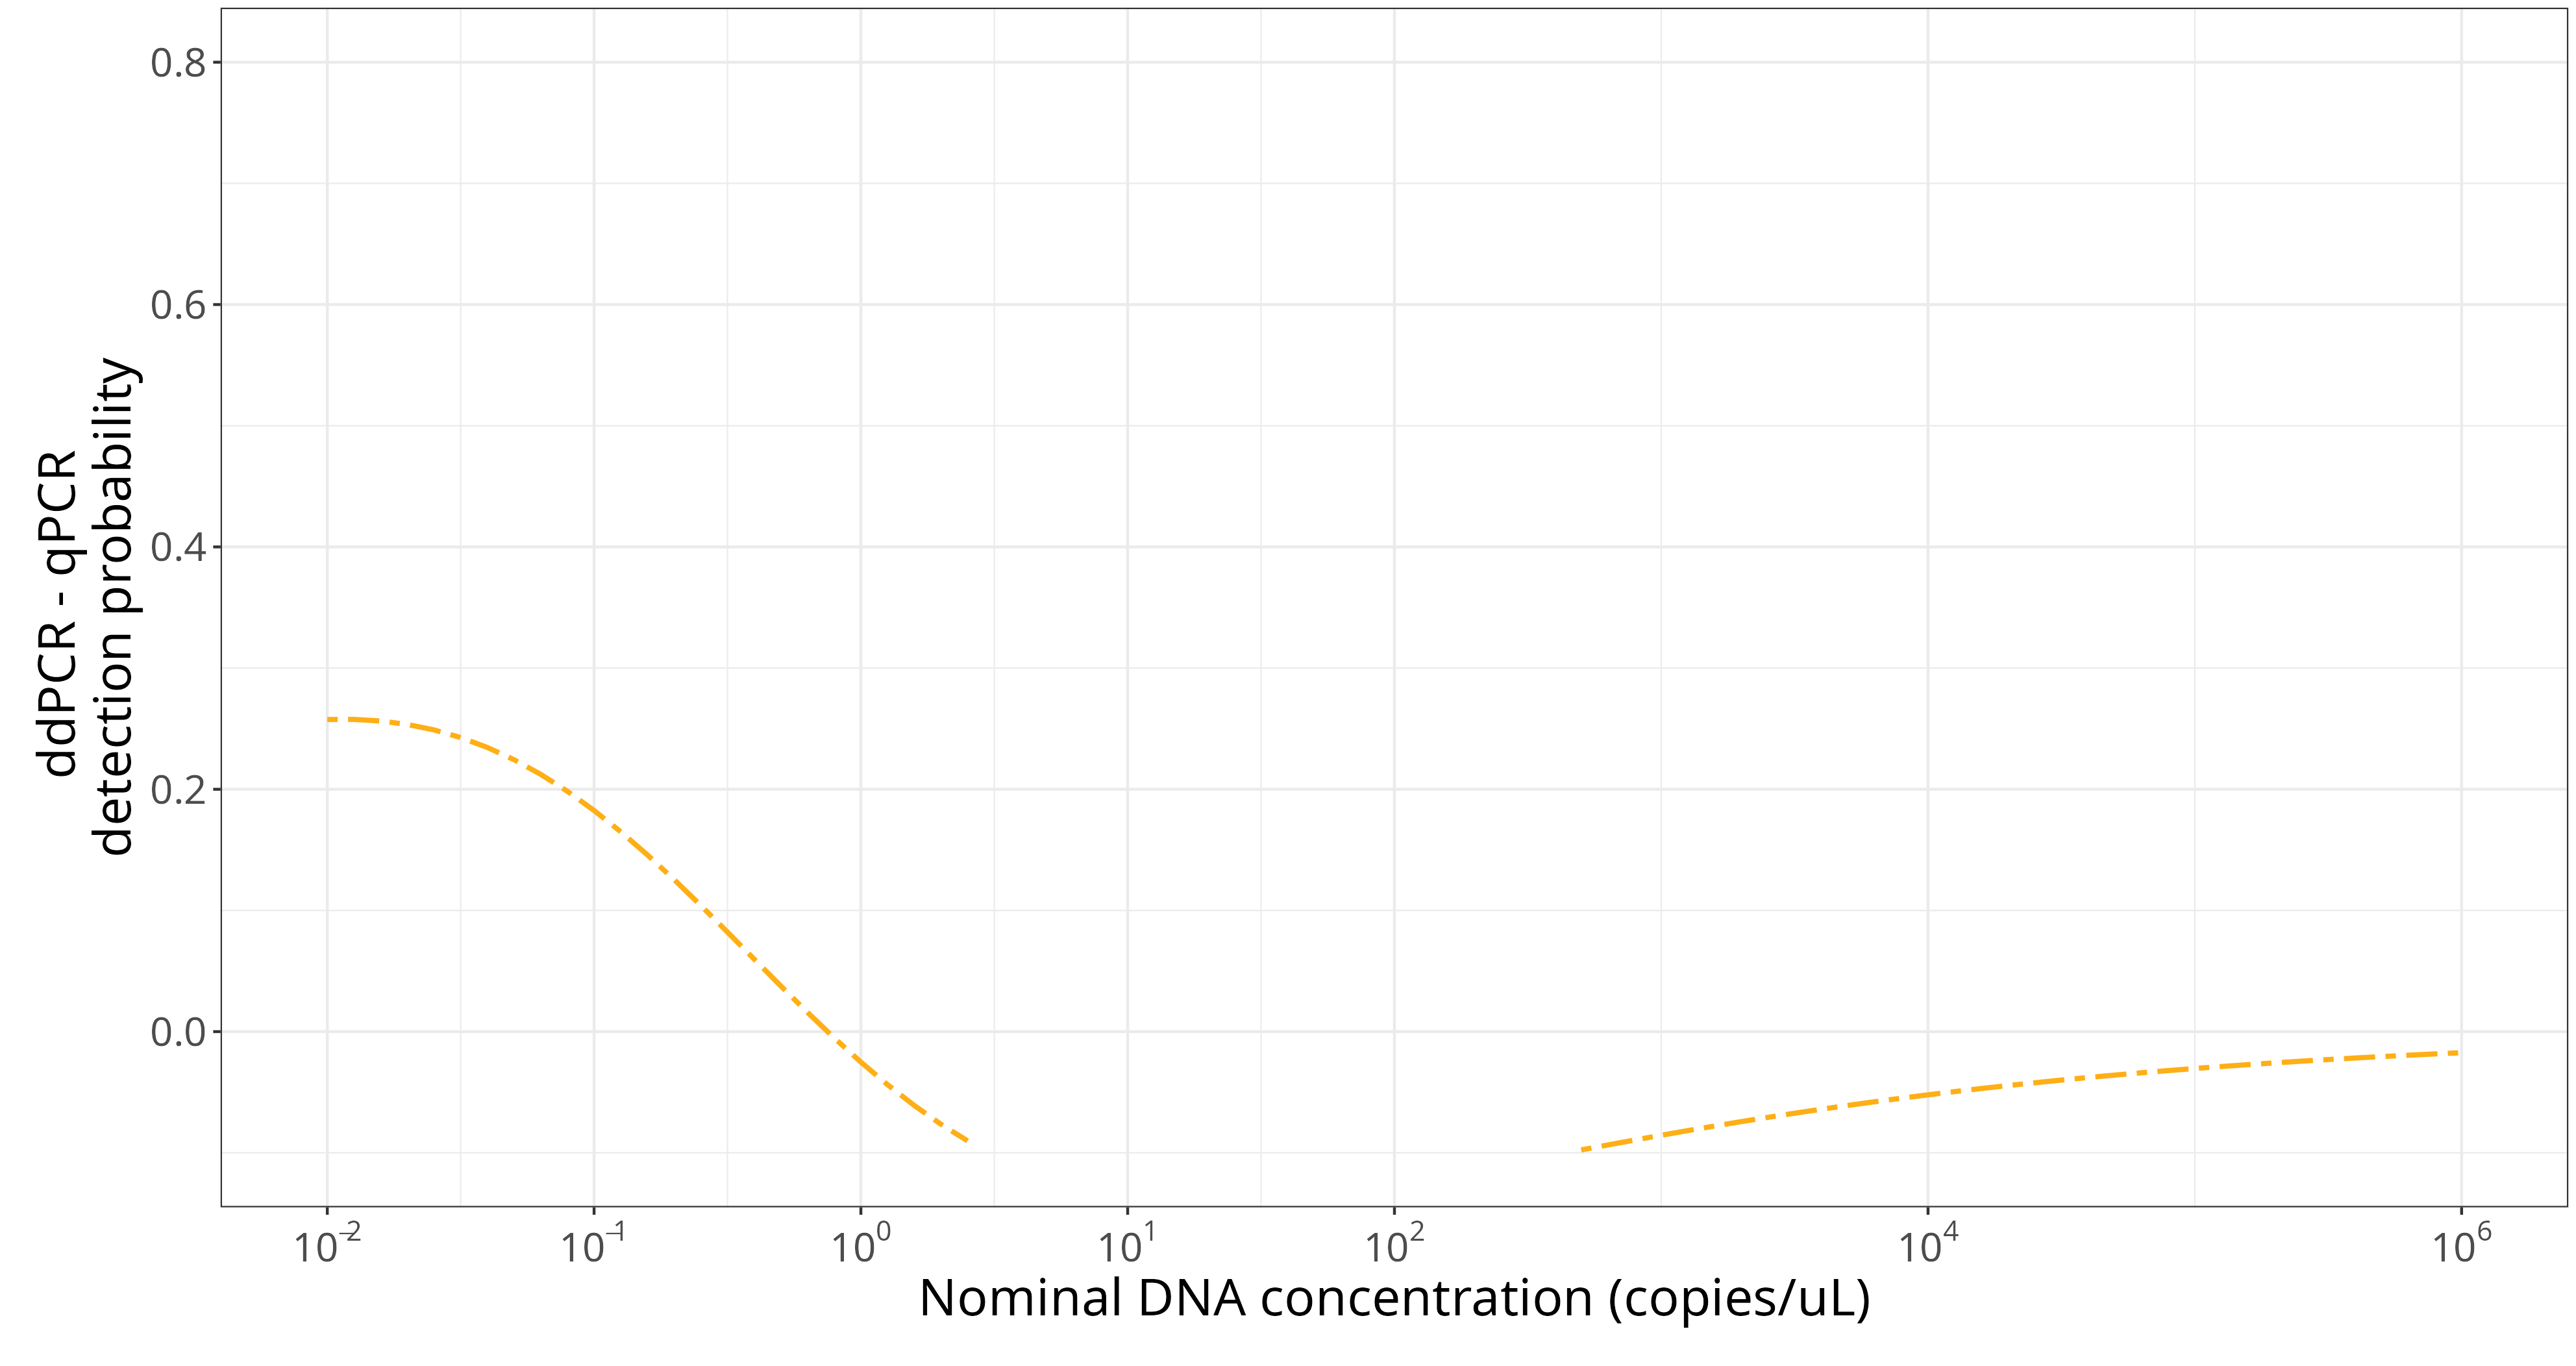 ddPCR - qPCR
detection probability
0.8
0.6
0.4
0.2
0.0
10⁻² 10⁻¹ 10⁰ 10¹ 10² 10⁴ 10⁶
Nominal DNA concentration (copies/uL)